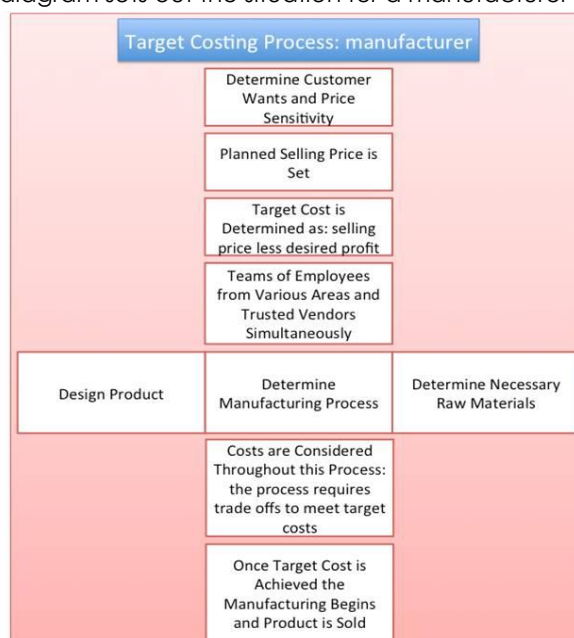 diagram sets out the situation for a manufacturer
Target Costing Process: manufacturer
Determine Customer
Wants and Price
Sensitivity
Planned Selling Price is
Set
Target Cost is
Determined as: selling
price less desired profit
Teams of Employees
from Various Areas and
Trusted Vendors
Simultaneously
Design Product
Determine
Manufacturing Process
Determine Necessary
Raw Materials
Costs are Considered
Throughout this Process:
the process requires
trade offs to meet target
costs
Once Target Cost is
Achieved the
Manufacturing Begins
and Product is Sold